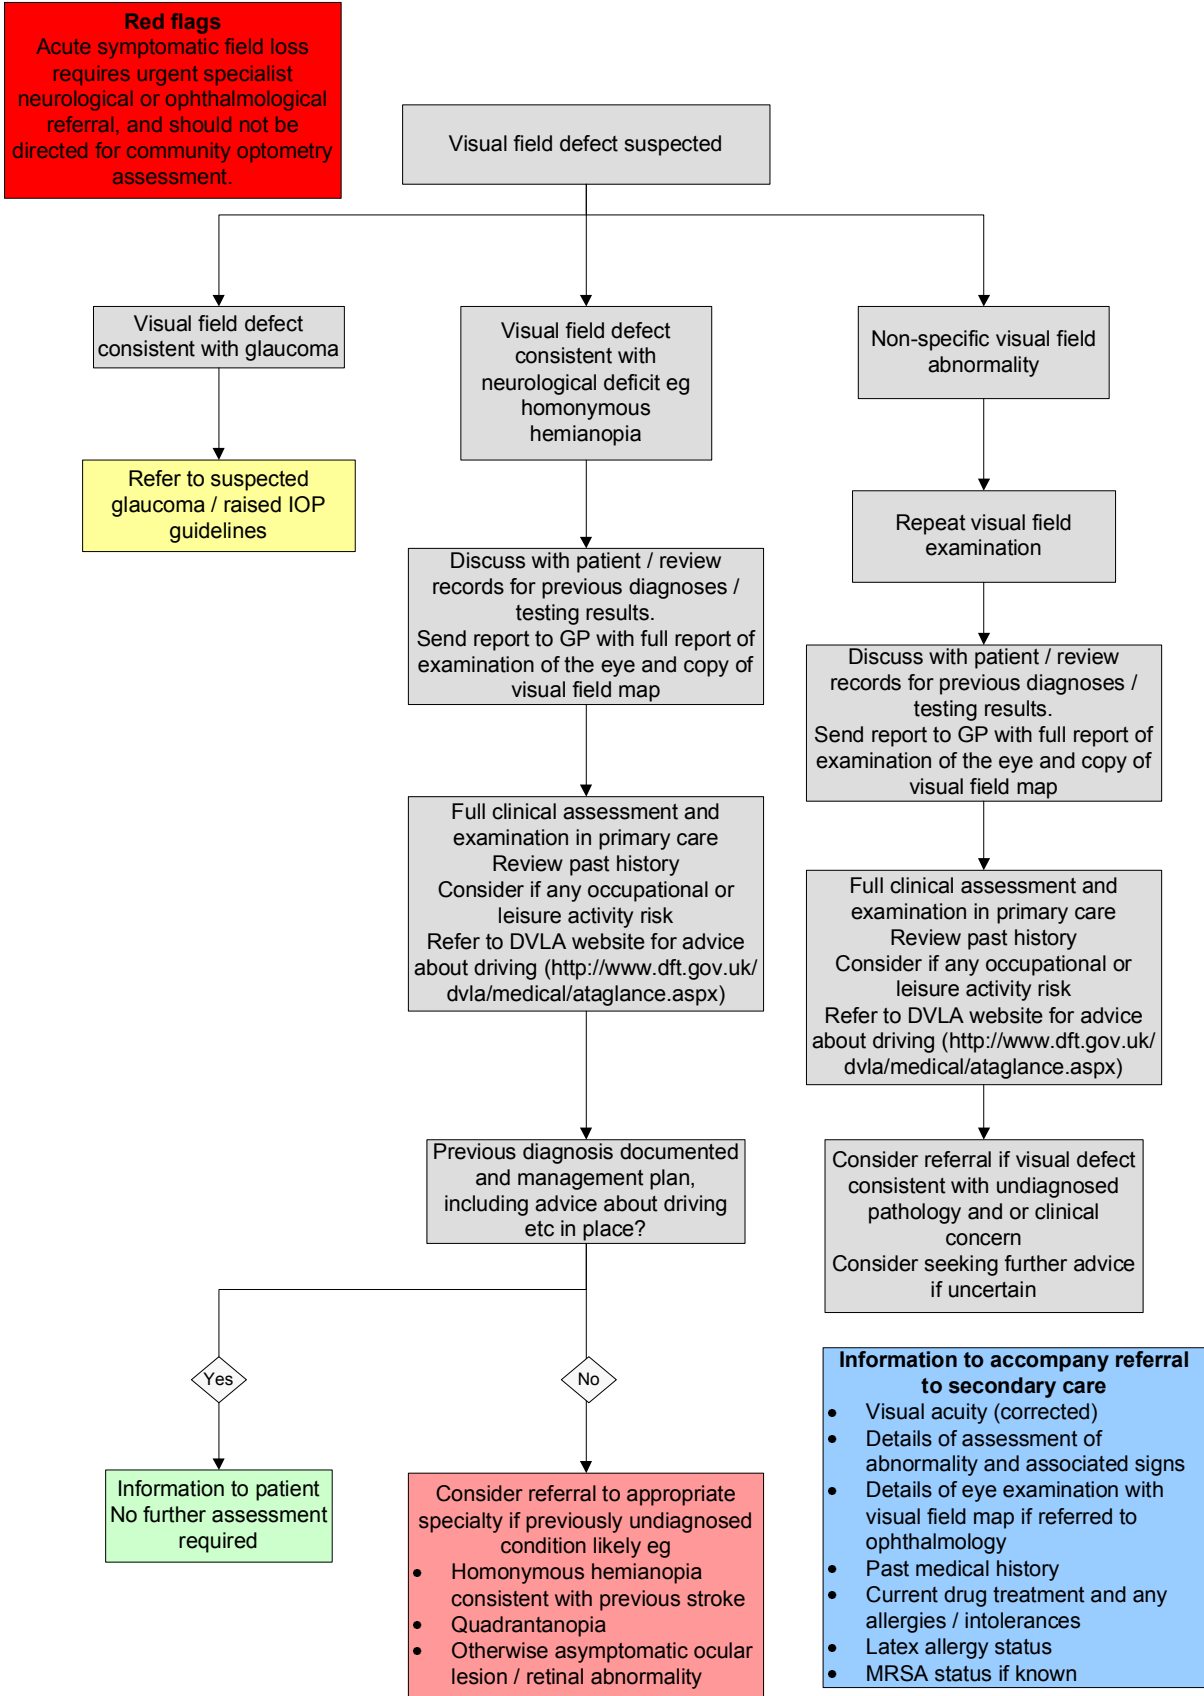 Red flags
Acute symptomatic field loss
requires urgent specialist
neurological or ophthalmological
referral, and should not be
directed for community optometry
assessment.
Visual field defect suspected
Visual field defect
consistent with glaucoma
Visual field defect
consistent with
neurological deficit eg
homonymous
hemianopia
Non-specific visual field
abnormality
Refer to suspected
glaucoma / raised IOP
guidelines
Repeat visual field
examination
Discuss with patient / review
records for previous diagnoses /
testing results.
Send report to GP with full report of
examination of the eye and copy of
visual field map
Discuss with patient / review
records for previous diagnoses /
testing results.
Send report to GP with full report of
examination of the eye and copy of
visual field map
Full clinical assessment and
examination in primary care
Review past history
Consider if any occupational or
leisure activity risk
Refer to DVLA website for advice
about driving (http://www.dft.gov.uk/
dvla/medical/ataglance.aspx)
Full clinical assessment and
examination in primary care
Review past history
Consider if any occupational or
leisure activity risk
Refer to DVLA website for advice
about driving (http://www.dft.gov.uk/
dvla/medical/ataglance.aspx)
Previous diagnosis documented
and management plan,
including advice about driving
etc in place?
Consider referral if visual defect
consistent with undiagnosed
pathology and or clinical
concern
Consider seeking further advice
if uncertain
Yes
No
Information to patient
No further assessment
required
Consider referral to appropriate
specialty if previously undiagnosed
condition likely eg
• Homonymous hemianopia
consistent with previous stroke
• Quadrantanopia
• Otherwise asymptomatic ocular
lesion / retinal abnormality
Information to accompany referral
to secondary care
• Visual acuity (corrected)
• Details of assessment of
abnormality and associated signs
• Details of eye examination with
visual field map if referred to
ophthalmology
• Past medical history
• Current drug treatment and any
allergies / intolerances
• Latex allergy status
• MRSA status if known